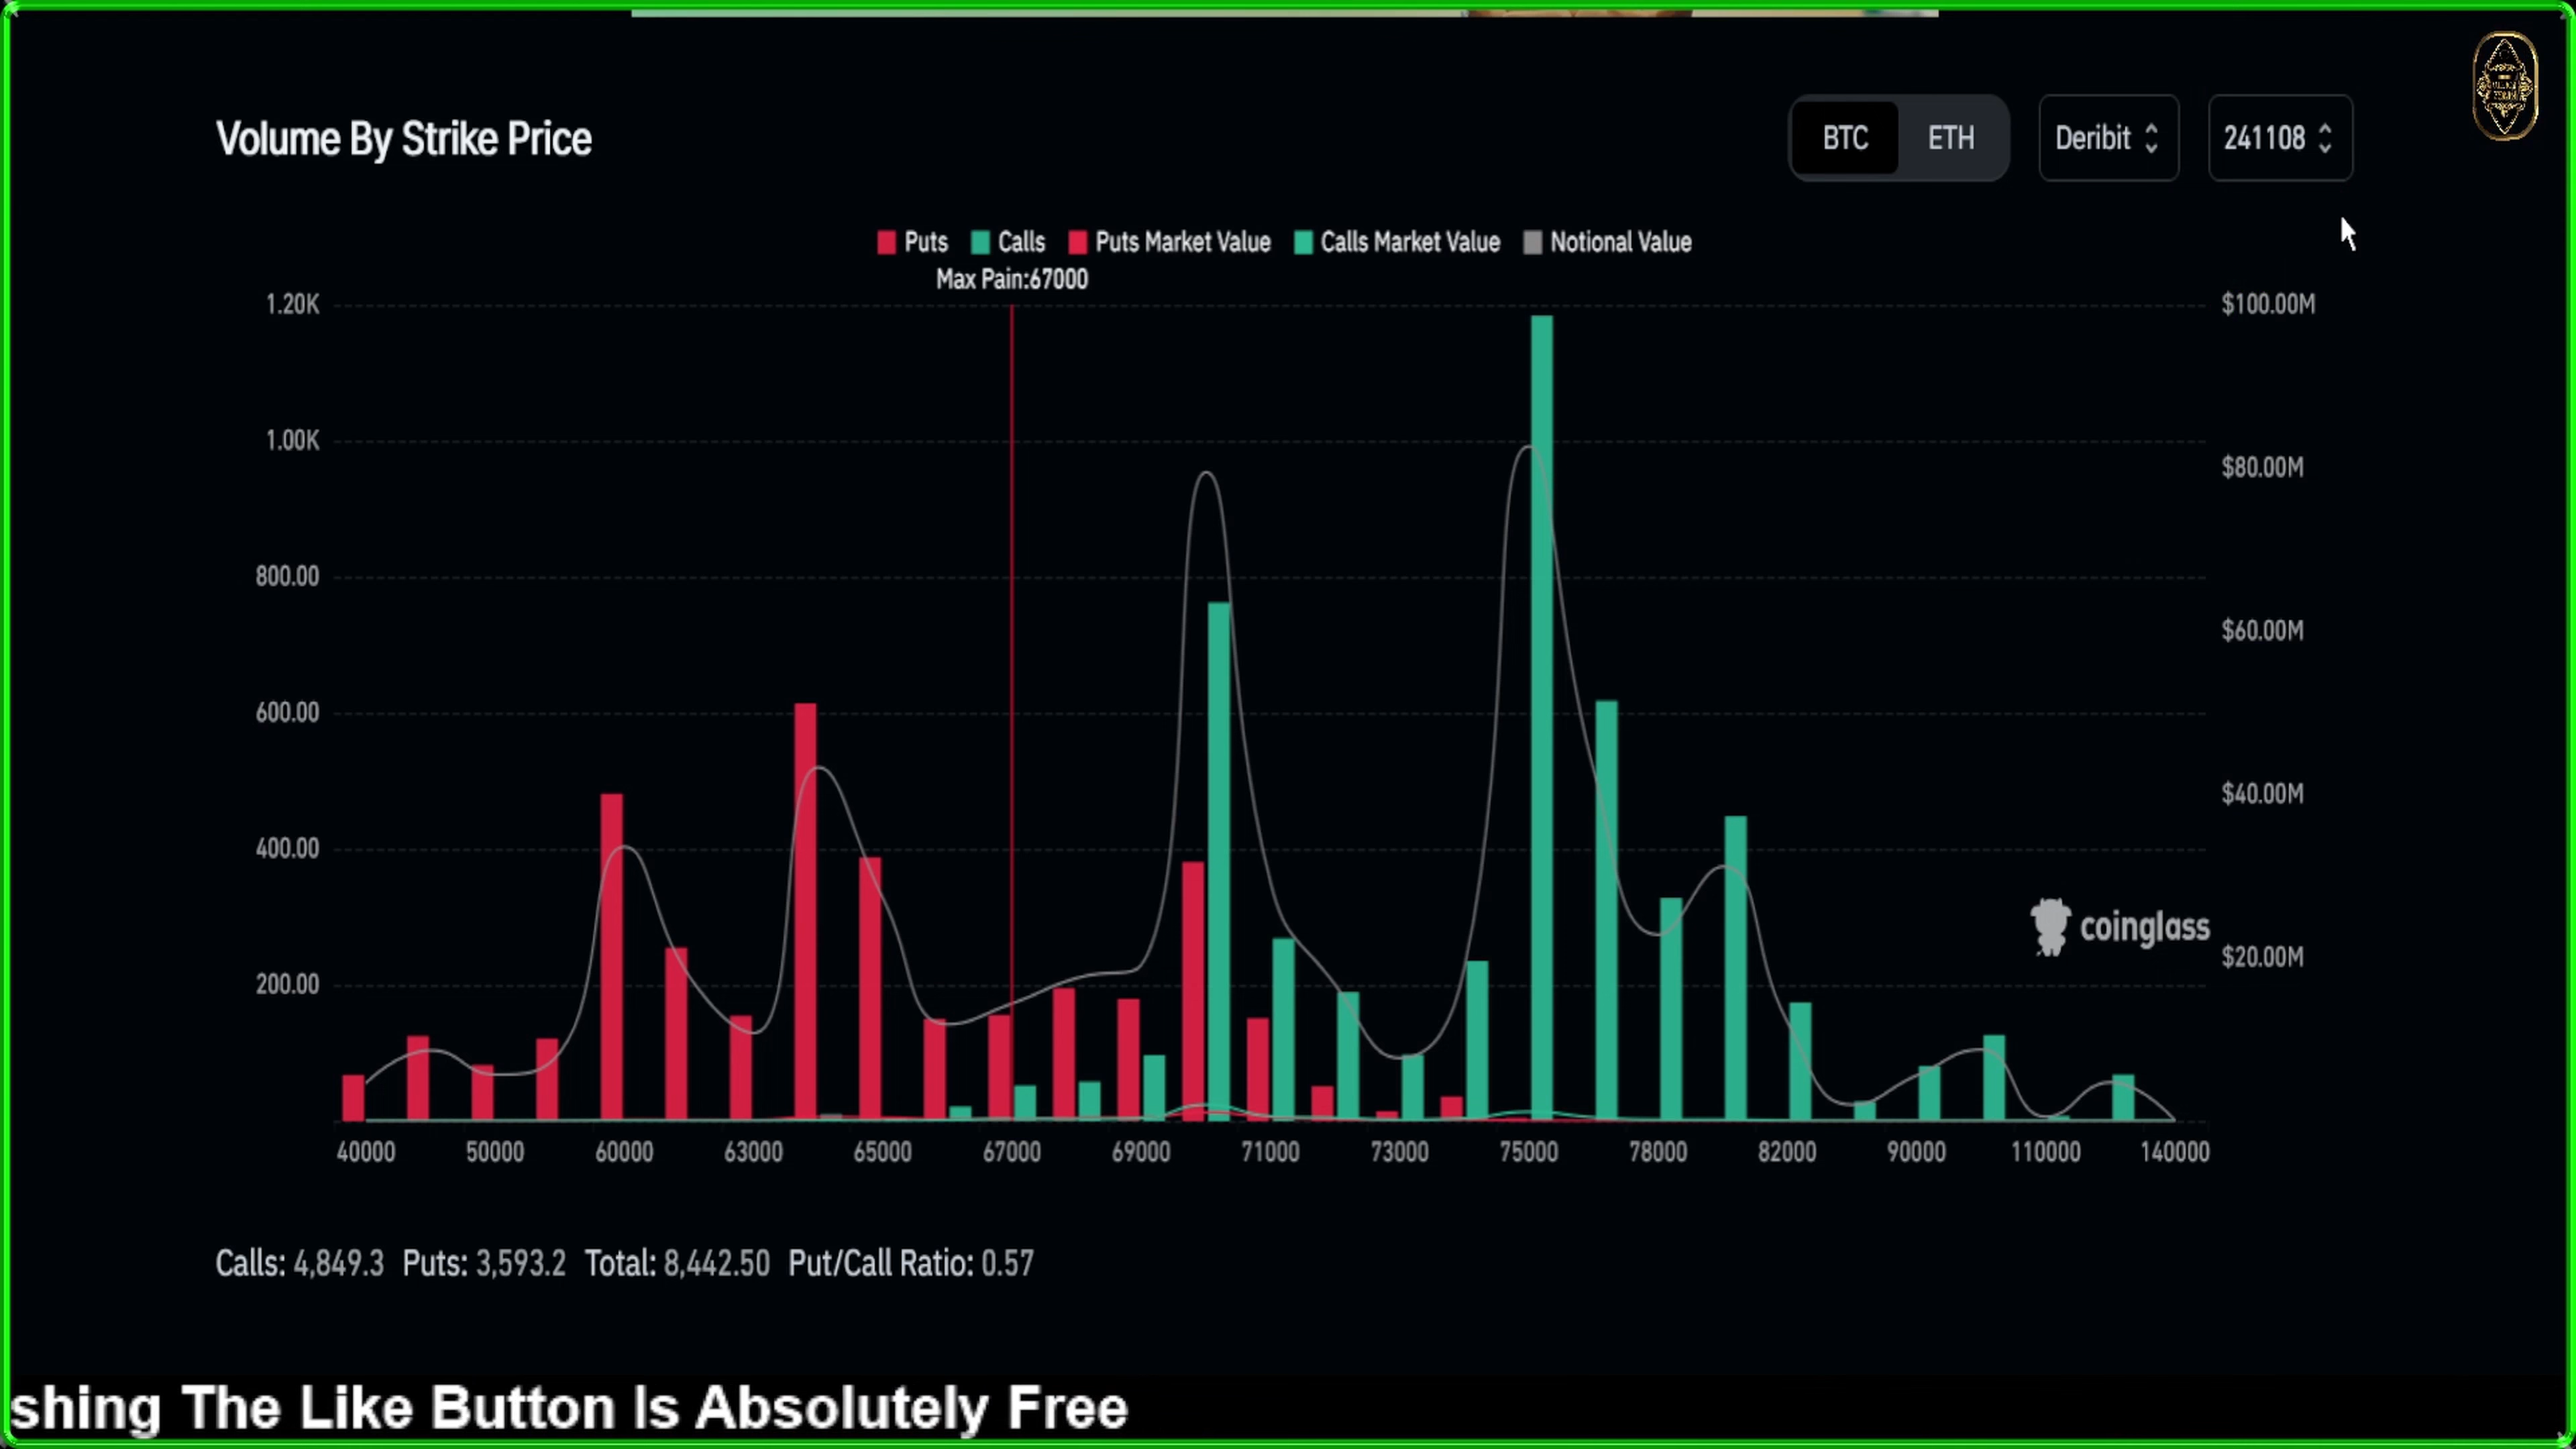 Volume By Strike Price
BTC ETH Deribit 241108
Puts Calls Puts Market Value Calls Market Value Notional Value
Max Pain:67000
1.20K
1.00K
800.00
600.00
400.00
200.00
$100.00M
$80.00M
$60.00M
$40.00M
$20.00M
coinglass
40000 50000 60000 63000 65000 67000 69000 71000 73000 75000 78000 82000 90000 110000 140000
Calls: 4,849.3 Puts: 3,593.2 Total: 8,442.50 Put/Call Ratio: 0.57
shing The Like Button Is Absolutely Free